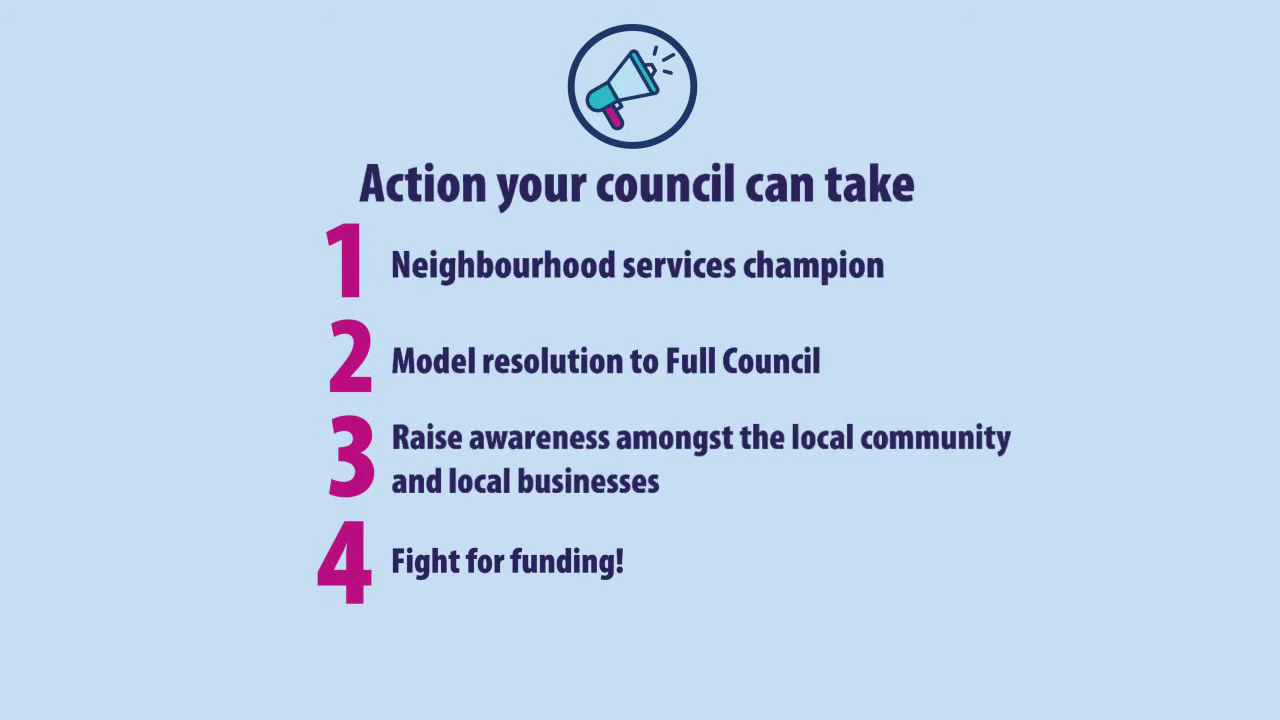 Action your council can take
1 Neighbourhood services champion
2 Model resolution to Full Council
3 Raise awareness amongst the local community
and local businesses
4 Fight for funding!